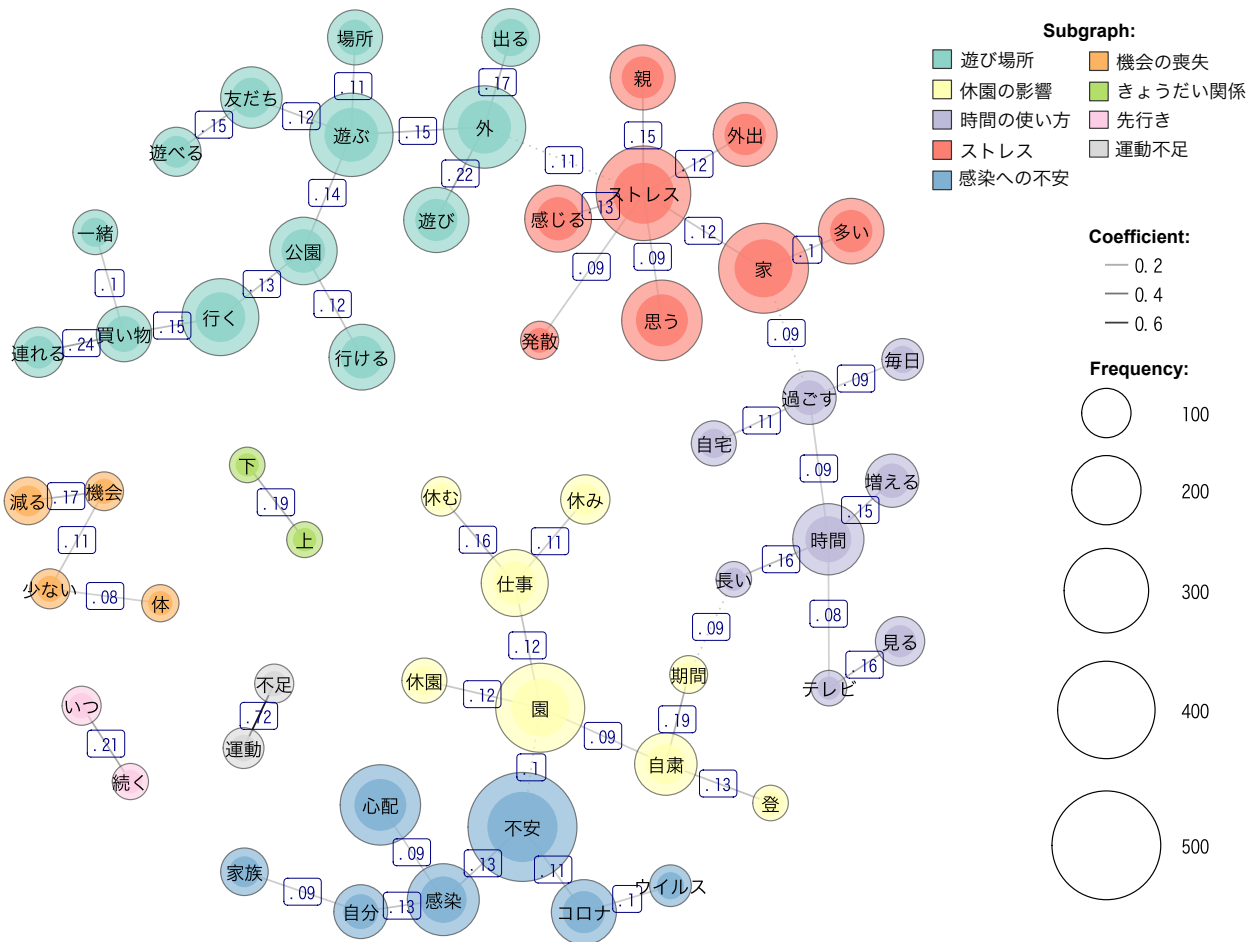 場所
出る
Subgraph:
遊び場所
機会の喪失
休園の影響
きょうだい関係
時間の使い方
先行き
ストレス
運動不足
感染への不安
親
.17
.11
友だち
.12
.15
遊べる
遊ぶ
.15
外
.11
.15
外出
.12
.22
.14
ストレス
.13
感じる
遊び
.12
一緒
公園
.09
.09
家
.1
多い
Coefficient:
0.2
0.4
0.6
.1
.13
.12
行く
.15
買い物
.24
連れる
行ける
思う
発散
.09
毎日
.09
過ごす
.11
自宅
Frequency:
100
200
300
400
500
下
.19
上
減る
.17
機会
.11
少ない
.08
体
休む
休み
.16
.11
仕事
.09
増える
.15
時間
.16
長い
.08
.09
見る
.16
テレビ
.12
休園
.12
園
期間
.19
.09
自粛
.13
登
いつ
.21
続く
不足
.72
運動
.1
心配
不安
.09
.13
.11
家族
.09
自分
.13
感染
コロナ
.1
ウイルス